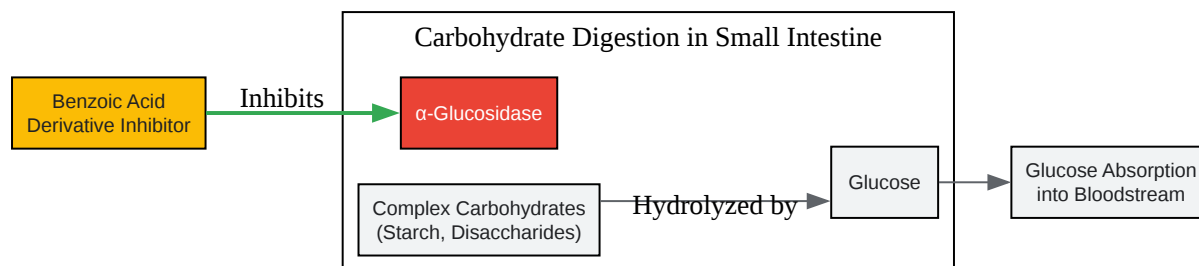 Carbohydrate Digestion in Small Intestine
Benzoic Acid
Derivative Inhibitor
Inhibits
α-Glucosidase
Complex Carbohydrates
(Starch, Disaccharides)
Hydrolyzed by
Glucose
Glucose Absorption
into Bloodstream